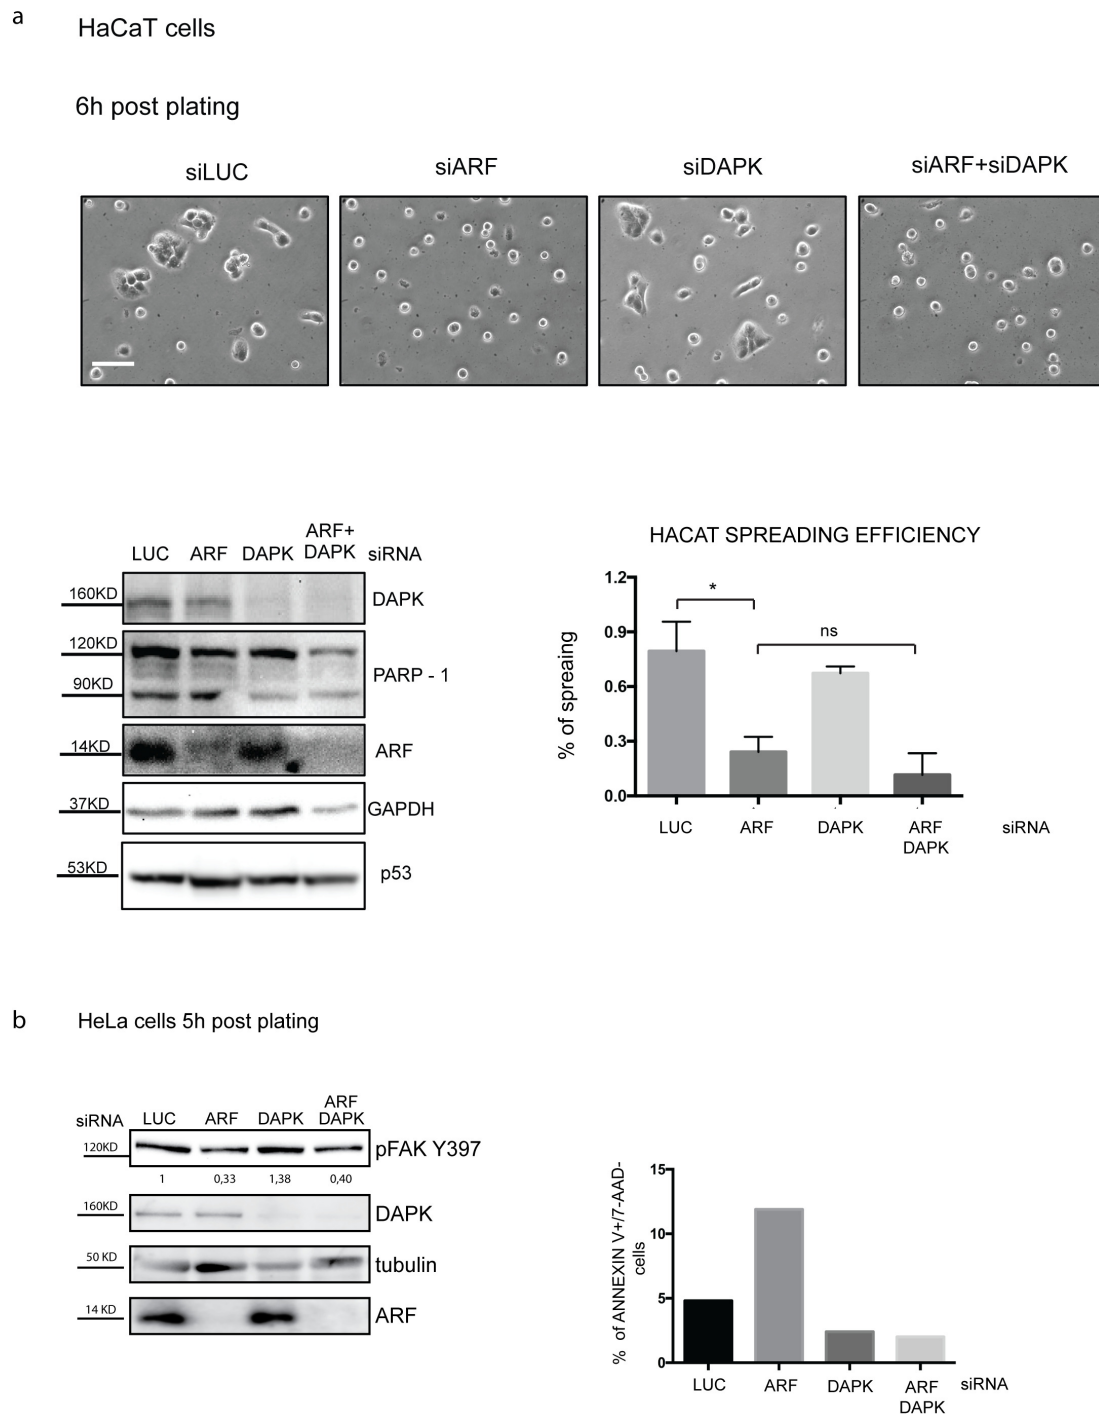 a
HaCaT cells
6h post plating
siLUC
siARF
siDAPK
siARF+siDAPK
LUC ARF DAPK ARF+ DAPK siRNA
160KD DAPK
120KD
90KD
PARP - 1
14KD ARF
37KD GAPDH
53KD p53
HACAT SPREADING EFFICIENCY
% of spreaing
1.2
0.9
0.6
0.3
0.0
*
ns
LUC ARF DAPK ARF siRNA
DAPK
b
HeLa cells 5h post plating
siRNA LUC ARF DAPK ARF DAPK
120KD pFAK Y397
1 0,33 1,38 0,40
160KD DAPK
50 KD tubulin
14 KD ARF
% of ANNEXIN V+/7-AAD-
cells
15
10
5
0
LUC ARF DAPK ARF siRNA
DAPK